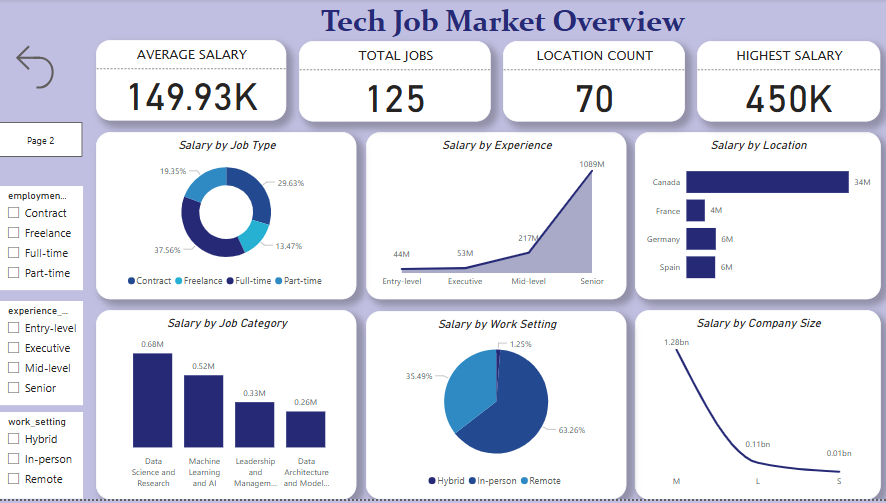 Tech Job Market Overview
AVERAGE SALARY
149.93K
TOTAL JOBS
125
LOCATION COUNT
70
HIGHEST SALARY
450K
Page 2
employmen...
Contract
Freelance
Full-time
Part-time
experience_...
Entry-level
Executive
Mid-level
Senior
work_setting
Hybrid
In-person
Remote
Salary by Job Type
19.35%
29.63%
37.56%
13.47%
Contract Freelance Full-time Part-time
Salary by Experience
1089M
217M
44M
53M
Entry-level Executive Mid-level Senior
Salary by Location
Canada 34M
France 4M
Germany 6M
Spain 6M
Salary by Job Category
0.68M
0.52M
0.33M
0.26M
Data
Science and
Research
Machine
Learning
and AI
Leadership
and
Managem...
Data
Architecture
and Model...
Salary by Work Setting
1.25%
35.49%
63.26%
Hybrid In-person Remote
Salary by Company Size
1.28bn
0.11bn
0.01bn
M L S